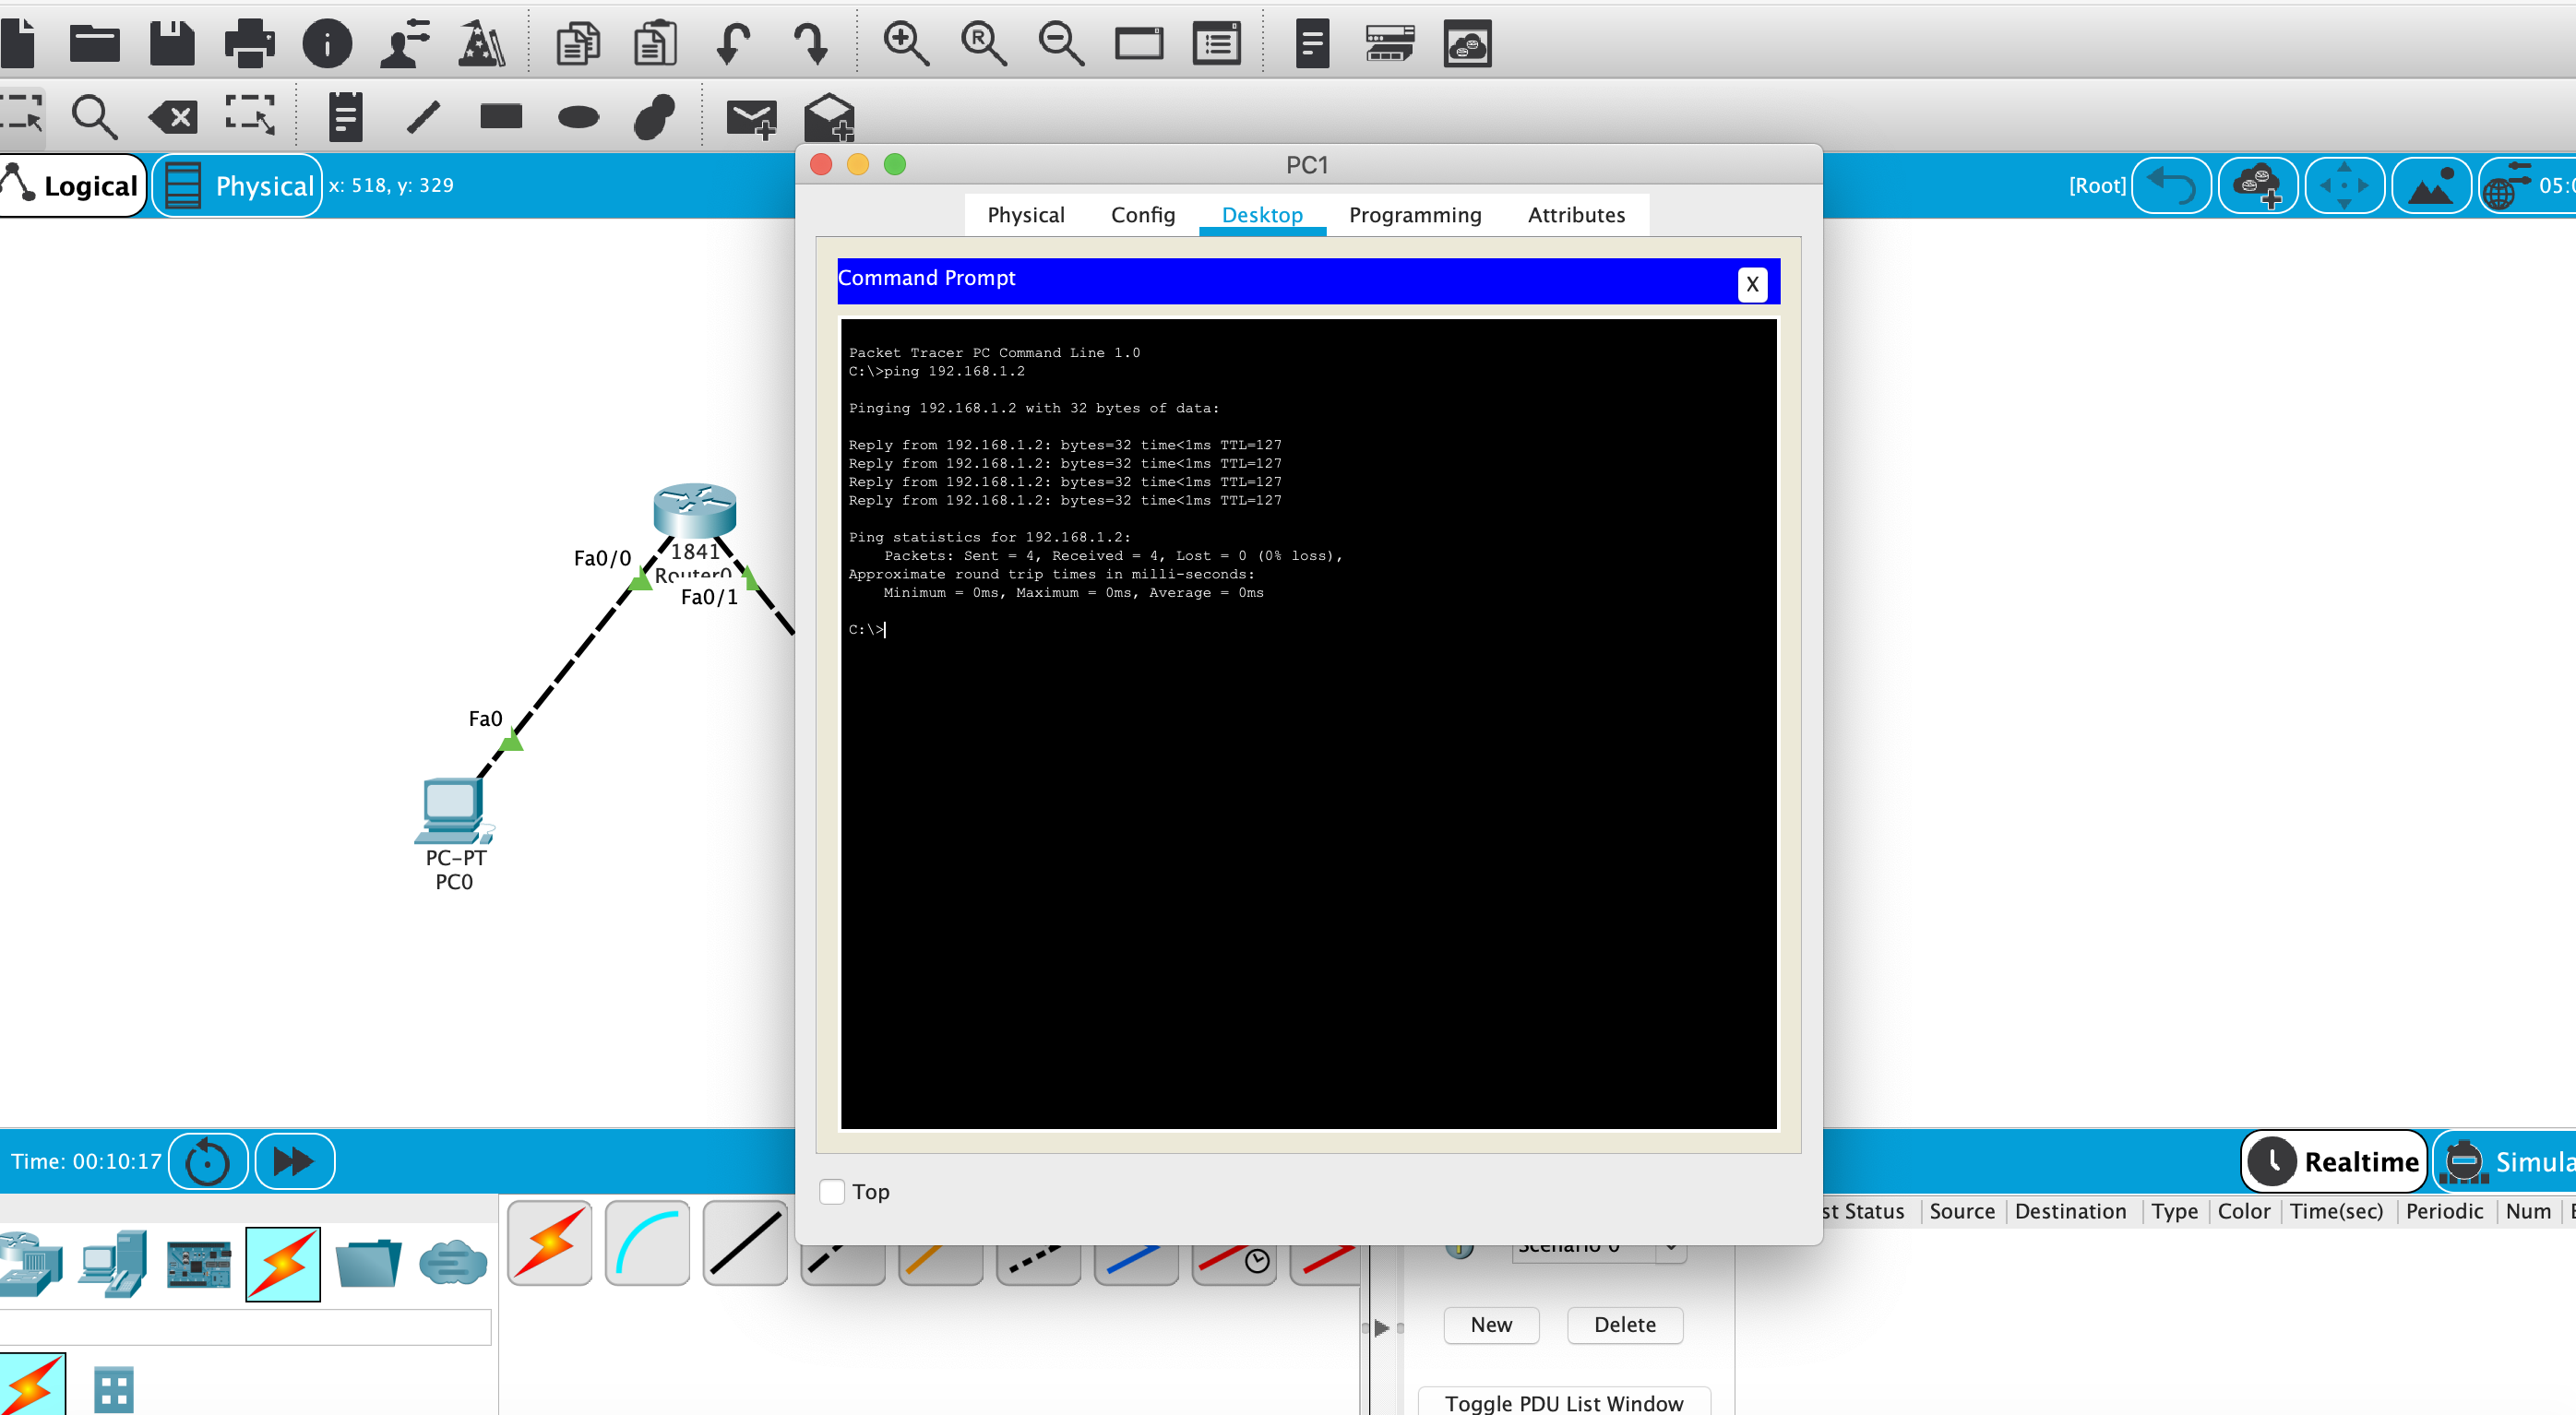 Logical
Physical
x: 518, y: 329
[Root]
PC1
Physical
Config
Desktop
Programming
Attributes
Command Prompt
X
Packet Tracer PC Command Line 1.0
C:\>ping 192.168.1.2
Pinging 192.168.1.2 with 32 bytes of data:
Reply from 192.168.1.2: bytes=32 time<1ms TTL=127
Reply from 192.168.1.2: bytes=32 time<1ms TTL=127
Reply from 192.168.1.2: bytes=32 time<1ms TTL=127
Reply from 192.168.1.2: bytes=32 time<1ms TTL=127
Ping statistics for 192.168.1.2:
Packets: Sent = 4, Received = 4, Lost = 0 (0% loss),
Approximate round trip times in milli-seconds:
Minimum = 0ms, Maximum = 0ms, Average = 0ms
C:\>
1841
Router0
Fa0/0
Fa0/1
Fa0
PC-PT
PC0
Top
Time: 00:10:17
Realtime
Status
Source
Destination
Type
Color
Time(sec)
Periodic
Num
Scenario 0
New
Delete
Toggle PDU List Window